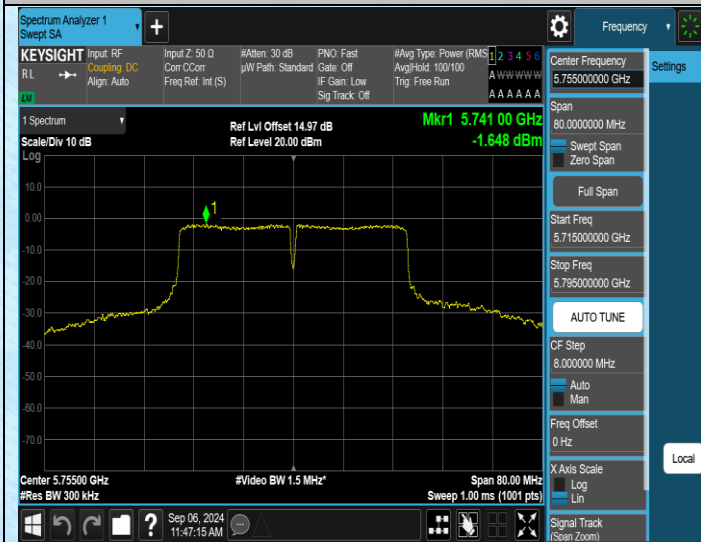 Spectrum Analyzer 1
Swept SA
+
Frequency
KEYSIGHT
RL
LXI
Input: RF
Coupling: DC
Align: Auto
Input Z: 50 Ω
Corr CCorr
Freq Ref: Int (S)
#Atten: 30 dB
µW Path: Standard
PNO: Fast
Gate: Off
IF Gain: Low
Sig Track: Off
#Avg Type: Power (RMS
Avg|Hold: 100/100
Trig: Free Run
1 2 3 4 5 6
A W W W W W
A A A A A A
1 Spectrum
Scale/Div 10 dB
Ref Lvl Offset 14.97 dB
Ref Level 20.00 dBm
Mkr1 5.741 00 GHz
-1.648 dBm
Log
10.0
0.00
-10.0
-20.0
-30.0
-40.0
-50.0
-60.0
-70.0
1
Center 5.75500 GHz
#Res BW 300 kHz
#Video BW 1.5 MHz*
Span 80.00 MHz
Sweep 1.00 ms (1001 pts)
?
Sep 06, 2024
11:47:15 AM
Center Frequency
5.755000000 GHz
Settings
Span
80.0000000 MHz
Swept Span
Zero Span
Full Span
Start Freq
5.715000000 GHz
Stop Freq
5.795000000 GHz
AUTO TUNE
CF Step
8.000000 MHz
Auto
Man
Freq Offset
0 Hz
X Axis Scale
Log
Lin
Local
Signal Track
(Span Zoom)